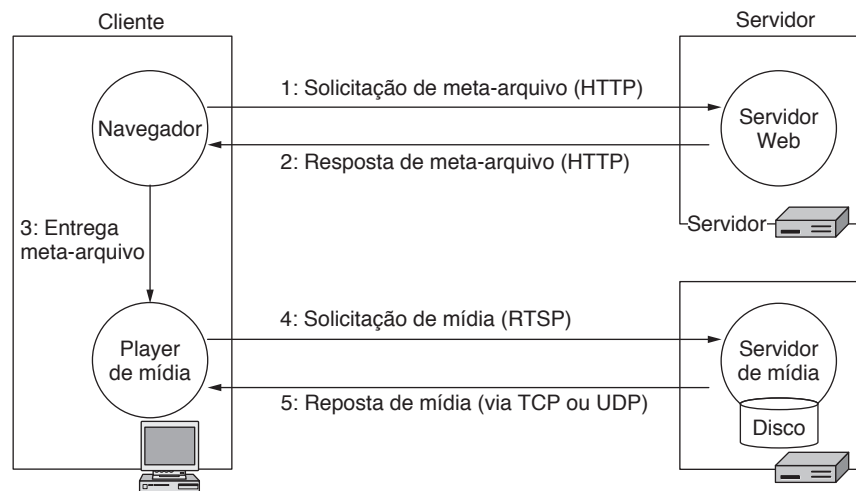 Cliente
Servidor
1: Solicitação de meta-arquivo (HTTP)
Navegador
Servidor
Web
2: Resposta de meta-arquivo (HTTP)
3: Entrega
meta-arquivo
Servidor
4: Solicitação de mídia (RTSP)
Player
de mídia
Servidor
de mídia
5: Reposta de mídia (via TCP ou UDP)
Disco